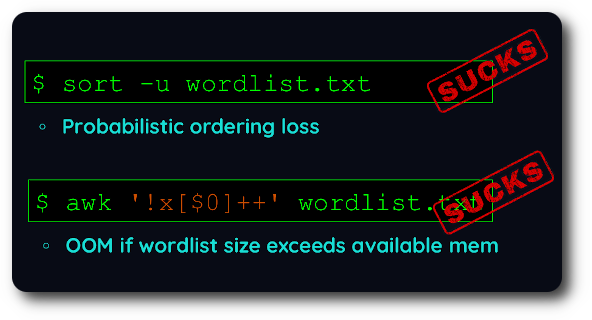 $ sort -u wordlist.txt
SUCKS
Probabilistic ordering loss
$ awk '!x[$0]++' wordlist.txt
SUCKS
OOM if wordlist size exceeds available mem